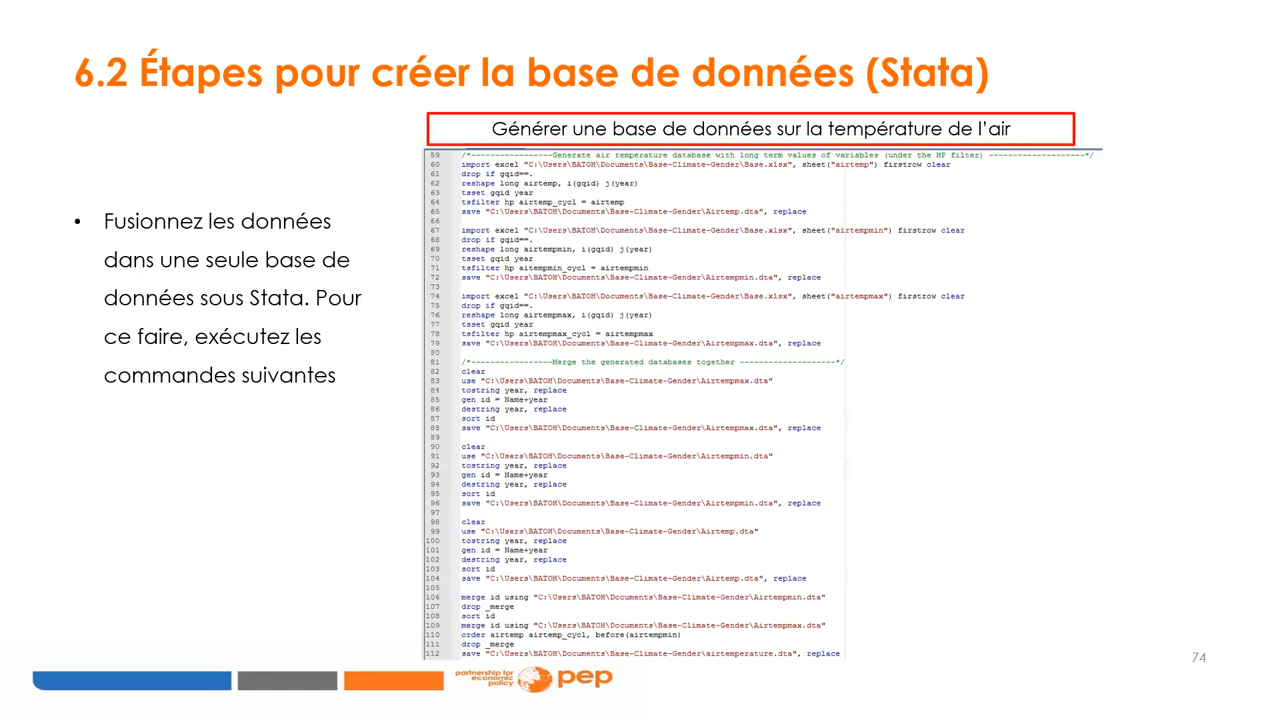 6.2 Étapes pour créer la base de données (Stata)
Générer une base de données sur la température de l’air
• Fusionnez les données
dans une seule base de
données sous Stata. Pour
ce faire, exécutez les
commandes suivantes
59 /*-----------------Generate air temperature database with long term values of variables (under the HP filter) --------------------*/
60 import excel "C:\Users\BATOH\Documents\Base-Climate-Gender\Base.xlsx", sheet("airtemp") firstrow clear
61 drop if gqid==.
62 reshape long airtemp, i(gqid) j(year)
63 tsset gqid year
64 tsfilter hp airtemp_cycl = airtemp
65 save "C:\Users\BATOH\Documents\Base-Climate-Gender\Airtemp.dta", replace
66
67 import excel "C:\Users\BATOH\Documents\Base-Climate-Gender\Base.xlsx", sheet("airtempmin") firstrow clear
68 drop if gqid==.
69 reshape long airtempmin, i(gqid) j(year)
70 tsset gqid year
71 tsfilter hp aitempmin_cycl = airtempmin
72 save "C:\Users\BATOH\Documents\Base-Climate-Gender\Airtempmin.dta", replace
73
74 import excel "C:\Users\BATOH\Documents\Base-Climate-Gender\Base.xlsx", sheet("airtempmax") firstrow clear
75 drop if gqid==.
76 reshape long airtempmax, i(gqid) j(year)
77 tsset gqid year
78 tsfilter hp airtempmax_cycl = airtempmax
79 save "C:\Users\BATOH\Documents\Base-Climate-Gender\Airtempmax.dta", replace
80
81 /*-----------------Merge the generated databases together --------------------*/
82 clear
83 use "C:\Users\BATOH\Documents\Base-Climate-Gender\Airtempmax.dta"
84 tostring year, replace
85 gen id = Name+year
86 destring year, replace
87 sort id
88 save "C:\Users\BATOH\Documents\Base-Climate-Gender\Airtempmax.dta", replace
89
90 clear
91 use "C:\Users\BATOH\Documents\Base-Climate-Gender\Airtempmin.dta"
92 tostring year, replace
93 gen id = Name+year
94 destring year, replace
95 sort id
96 save "C:\Users\BATOH\Documents\Base-Climate-Gender\Airtempmin.dta", replace
97
98 clear
99 use "C:\Users\BATOH\Documents\Base-Climate-Gender\Airtemp.dta"
100 tostring year, replace
101 gen id = Name+year
102 destring year, replace
103 sort id
104 save "C:\Users\BATOH\Documents\Base-Climate-Gender\Airtemp.dta", replace
105
106 merge id using "C:\Users\BATOH\Documents\Base-Climate-Gender\Airtempmin.dta"
107 drop _merge
108 sort id
109 merge id using "C:\Users\BATOH\Documents\Base-Climate-Gender\Airtempmax.dta"
110 order airtemp airtemp_cycl, before(airtempmin)
111 drop _merge
112 save "C:\Users\BATOH\Documents\Base-Climate-Gender\airtemperature.dta", replace
74
partnership for
economic
policy
pep